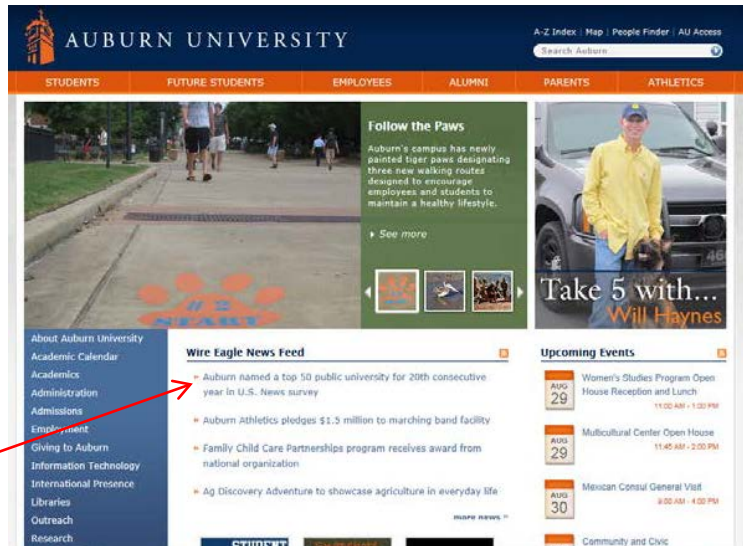 AUBURN UNIVERSITY
A-Z Index | Map | People Finder | AU Access
Search Auburn
STUDENTS
FUTURE STUDENTS
EMPLOYEES
ALUMNI
PARENTS
ATHLETICS
Follow the Paws
Auburn's campus has newly
painted tiger paws designating
three new walking routes
designed to encourage
employees and students to
maintain a healthy lifestyle.
See more
# 2
START
Take 5 with...
Will Haynes
About Auburn University
Academic Calendar
Academics
Administration
Admissions
Employment
Giving to Auburn
Information Technology
International Presence
Libraries
Outreach
Research
Wire Eagle News Feed
Auburn named a top 50 public university for 20th consecutive
year in U.S. News survey
Auburn Athletics pledges $1.5 million to marching band facility
Family Child Care Partnerships program receives award from
national organization
Ag Discovery Adventure to showcase agriculture in everyday life
more news
STUDENT
Upcoming Events
AUG
29
Women's Studies Program Open
House Reception and Lunch
11:00 AM - 1:00 PM
AUG
29
Multicultural Center Open House
11:45 AM - 2:00 PM
AUG
30
Mexican Consul General Visit
9:00 AM - 4:00 PM
Community and Civic